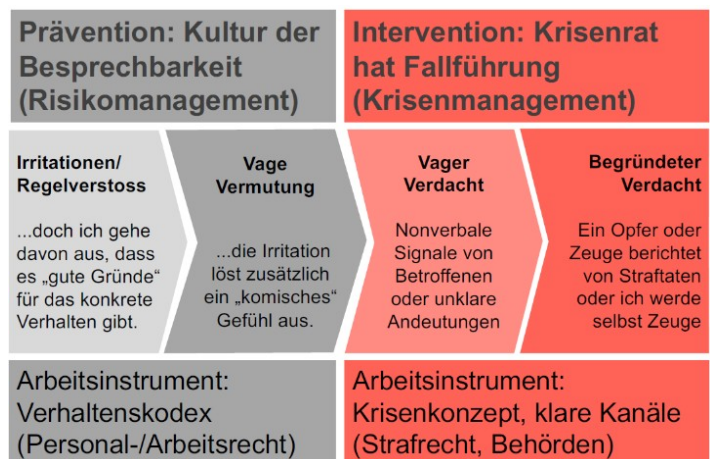 Prävention: Kultur der
Besprechbarkeit
(Risikomanagement)
Intervention: Krisenrat
hat Fallführung
(Krisenmanagement)
Irritationen/
Regelverstoss
...doch ich gehe
davon aus, dass
es „gute Gründe“
für das konkrete
Verhalten gibt.
Vage
Vermutung
...die Irritation
löst zusätzlich
ein „komisches“
Gefühl aus.
Vager
Verdacht
Nonverbale
Signale von
Betroffenen
oder unklare
Andeutungen
Begründeter
Verdacht
Ein Opfer oder
Zeuge berichtet
von Straftaten
oder ich werde
selbst Zeuge
Arbeitsinstrument:
Verhaltenskodex
(Personal-/Arbeitsrecht)
Arbeitsinstrument:
Krisenkonzept, klare Kanäle
(Strafrecht, Behörden)